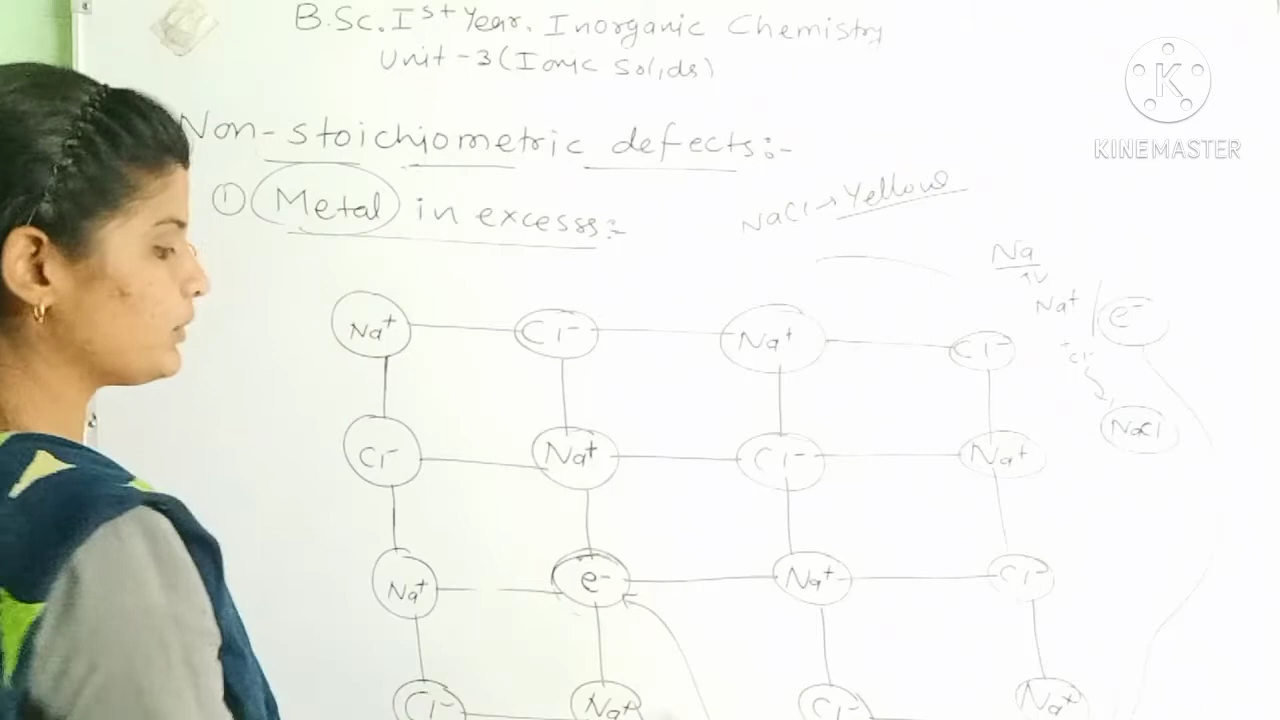 B.Sc. Ist Year. Inorganic Chemistry
Unit-3 (Ionic Solids)
K
KINEMASTER
Non-stoichiometric defects:-
① Metal in excess:-
NaCl → Yellow
Na
Na⁺ e⁻
+ Cl⁻
NaCl
Na⁺ Cl⁻ Na⁺ Cl⁻
Cl⁻ Na⁺ Cl⁻ Na⁺
Na⁺ e⁻ Na⁺ Cl⁻
Cl⁻ Na⁺ Cl⁻ Na⁺